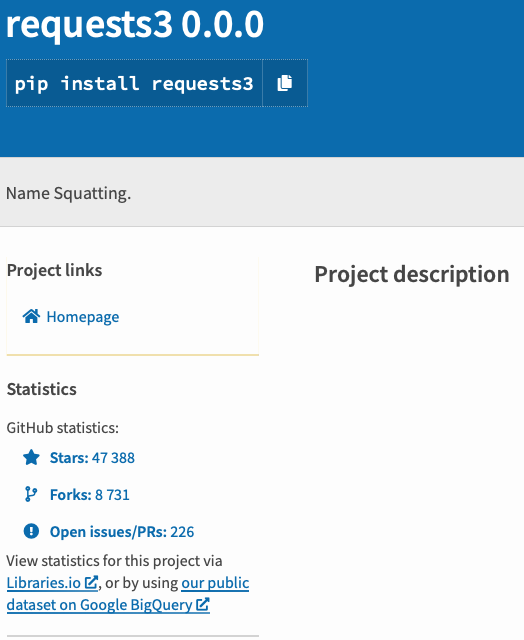 requests3 0.0.0
pip install requests3
Name Squatting.
Project links
Homepage
Statistics
GitHub statistics:
Stars: 47 388
Forks: 8 731
Open issues/PRs: 226
View statistics for this project via
Libraries.io, or by using our public
dataset on Google BigQuery
Project description